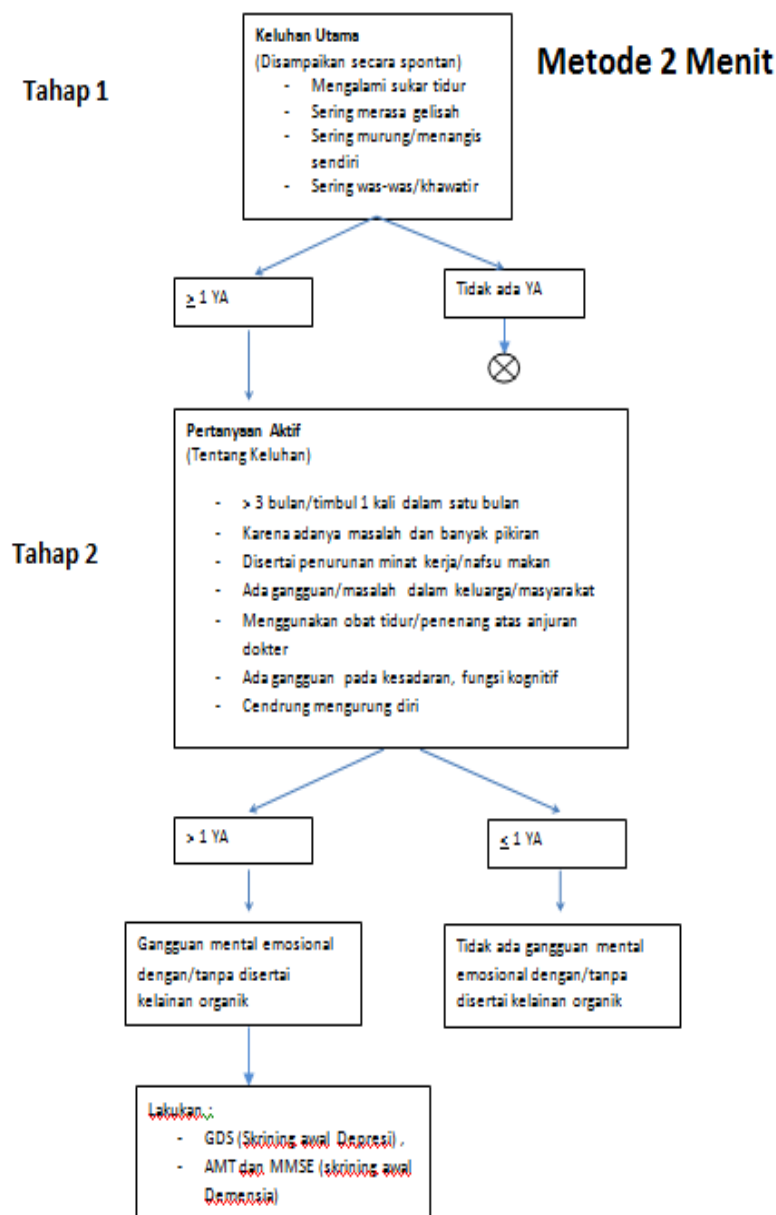 Metode 2 Menit
Tahap 1
Keluhan Utama
(Disampaikan secara spontan)
- Mengalami sukar tidur
- Sering merasa gelisah
- Sering murung/menangis
sendiri
- Sering was-was/khawatir
≥ 1 YA
Tidak ada YA
Tahap 2
Pertanyaan Aktif
(Tentang Keluhan)
- > 3 bulan/timbul 1 kali dalam satu bulan
- Karena adanya masalah dan banyak pikiran
- Disertai penurunan minat kerja/nafsu makan
- Ada gangguan/masalah dalam keluarga/masyarakat
- Menggunakan obat tidur/penenang atas anjuran
dokter
- Ada gangguan pada kesadaran, fungsi kognitif
- Cendrung mengurung diri
> 1 YA
≤ 1 YA
Gangguan mental emosional
dengan/tanpa disertai
kelainan organik
Tidak ada gangguan mental
emosional dengan/tanpa
disertai kelainan organik
Lakukan :
- GDS (Skrining awal Depresi) ,
- AMT dan MMSE (skrining awal
Demensia)